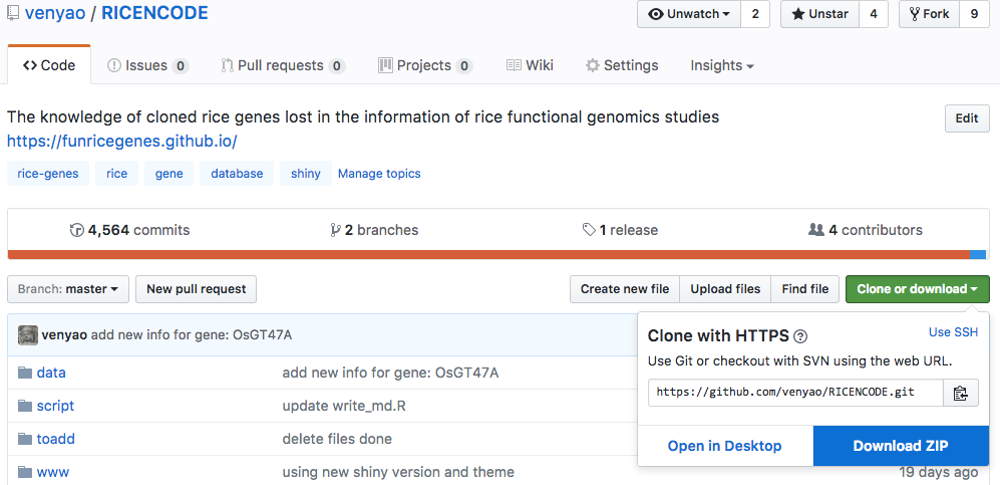 venyao / RICENCODE
Unwatch 2 Unstar 4 Fork 9
Code Issues 0 Pull requests 0 Projects 0 Wiki Settings Insights
The knowledge of cloned rice genes lost in the information of rice functional genomics studies
Edit
https://funricegenes.github.io/
rice-genes rice gene database shiny Manage topics
4,564 commits 2 branches 1 release 4 contributors
Branch: master New pull request Create new file Upload files Find file Clone or download
venyao add new info for gene: OsGT47A
data add new info for gene: OsGT47A
script update write_md.R
toadd delete files done
www using new shiny version and theme 19 days ago
Clone with HTTPS ? Use SSH
Use Git or checkout with SVN using the web URL.
https://github.com/venyao/RICENCODE.git
Open in Desktop Download ZIP